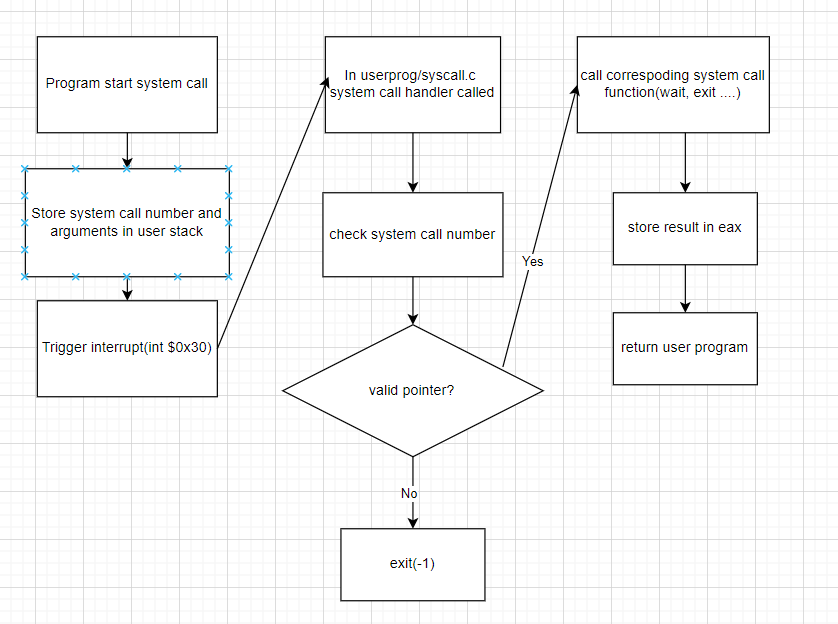 Program start system call
Store system call number and
arguments in user stack
Trigger interrupt(int $0x30)
In userprog/syscall.c
system call handler called
check system call number
valid pointer?
Yes
No
exit(-1)
call correspoding system call
function(wait, exit ....)
store result in eax
return user program